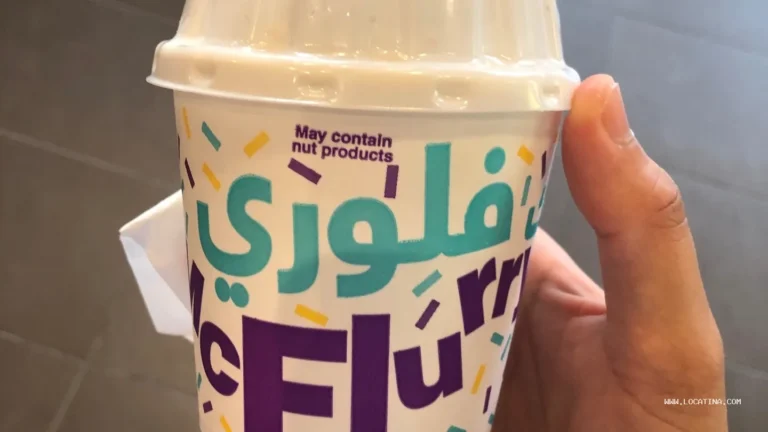 May contain
nut products
فلوري
McFlurry
WWW.LOCATINA.COM